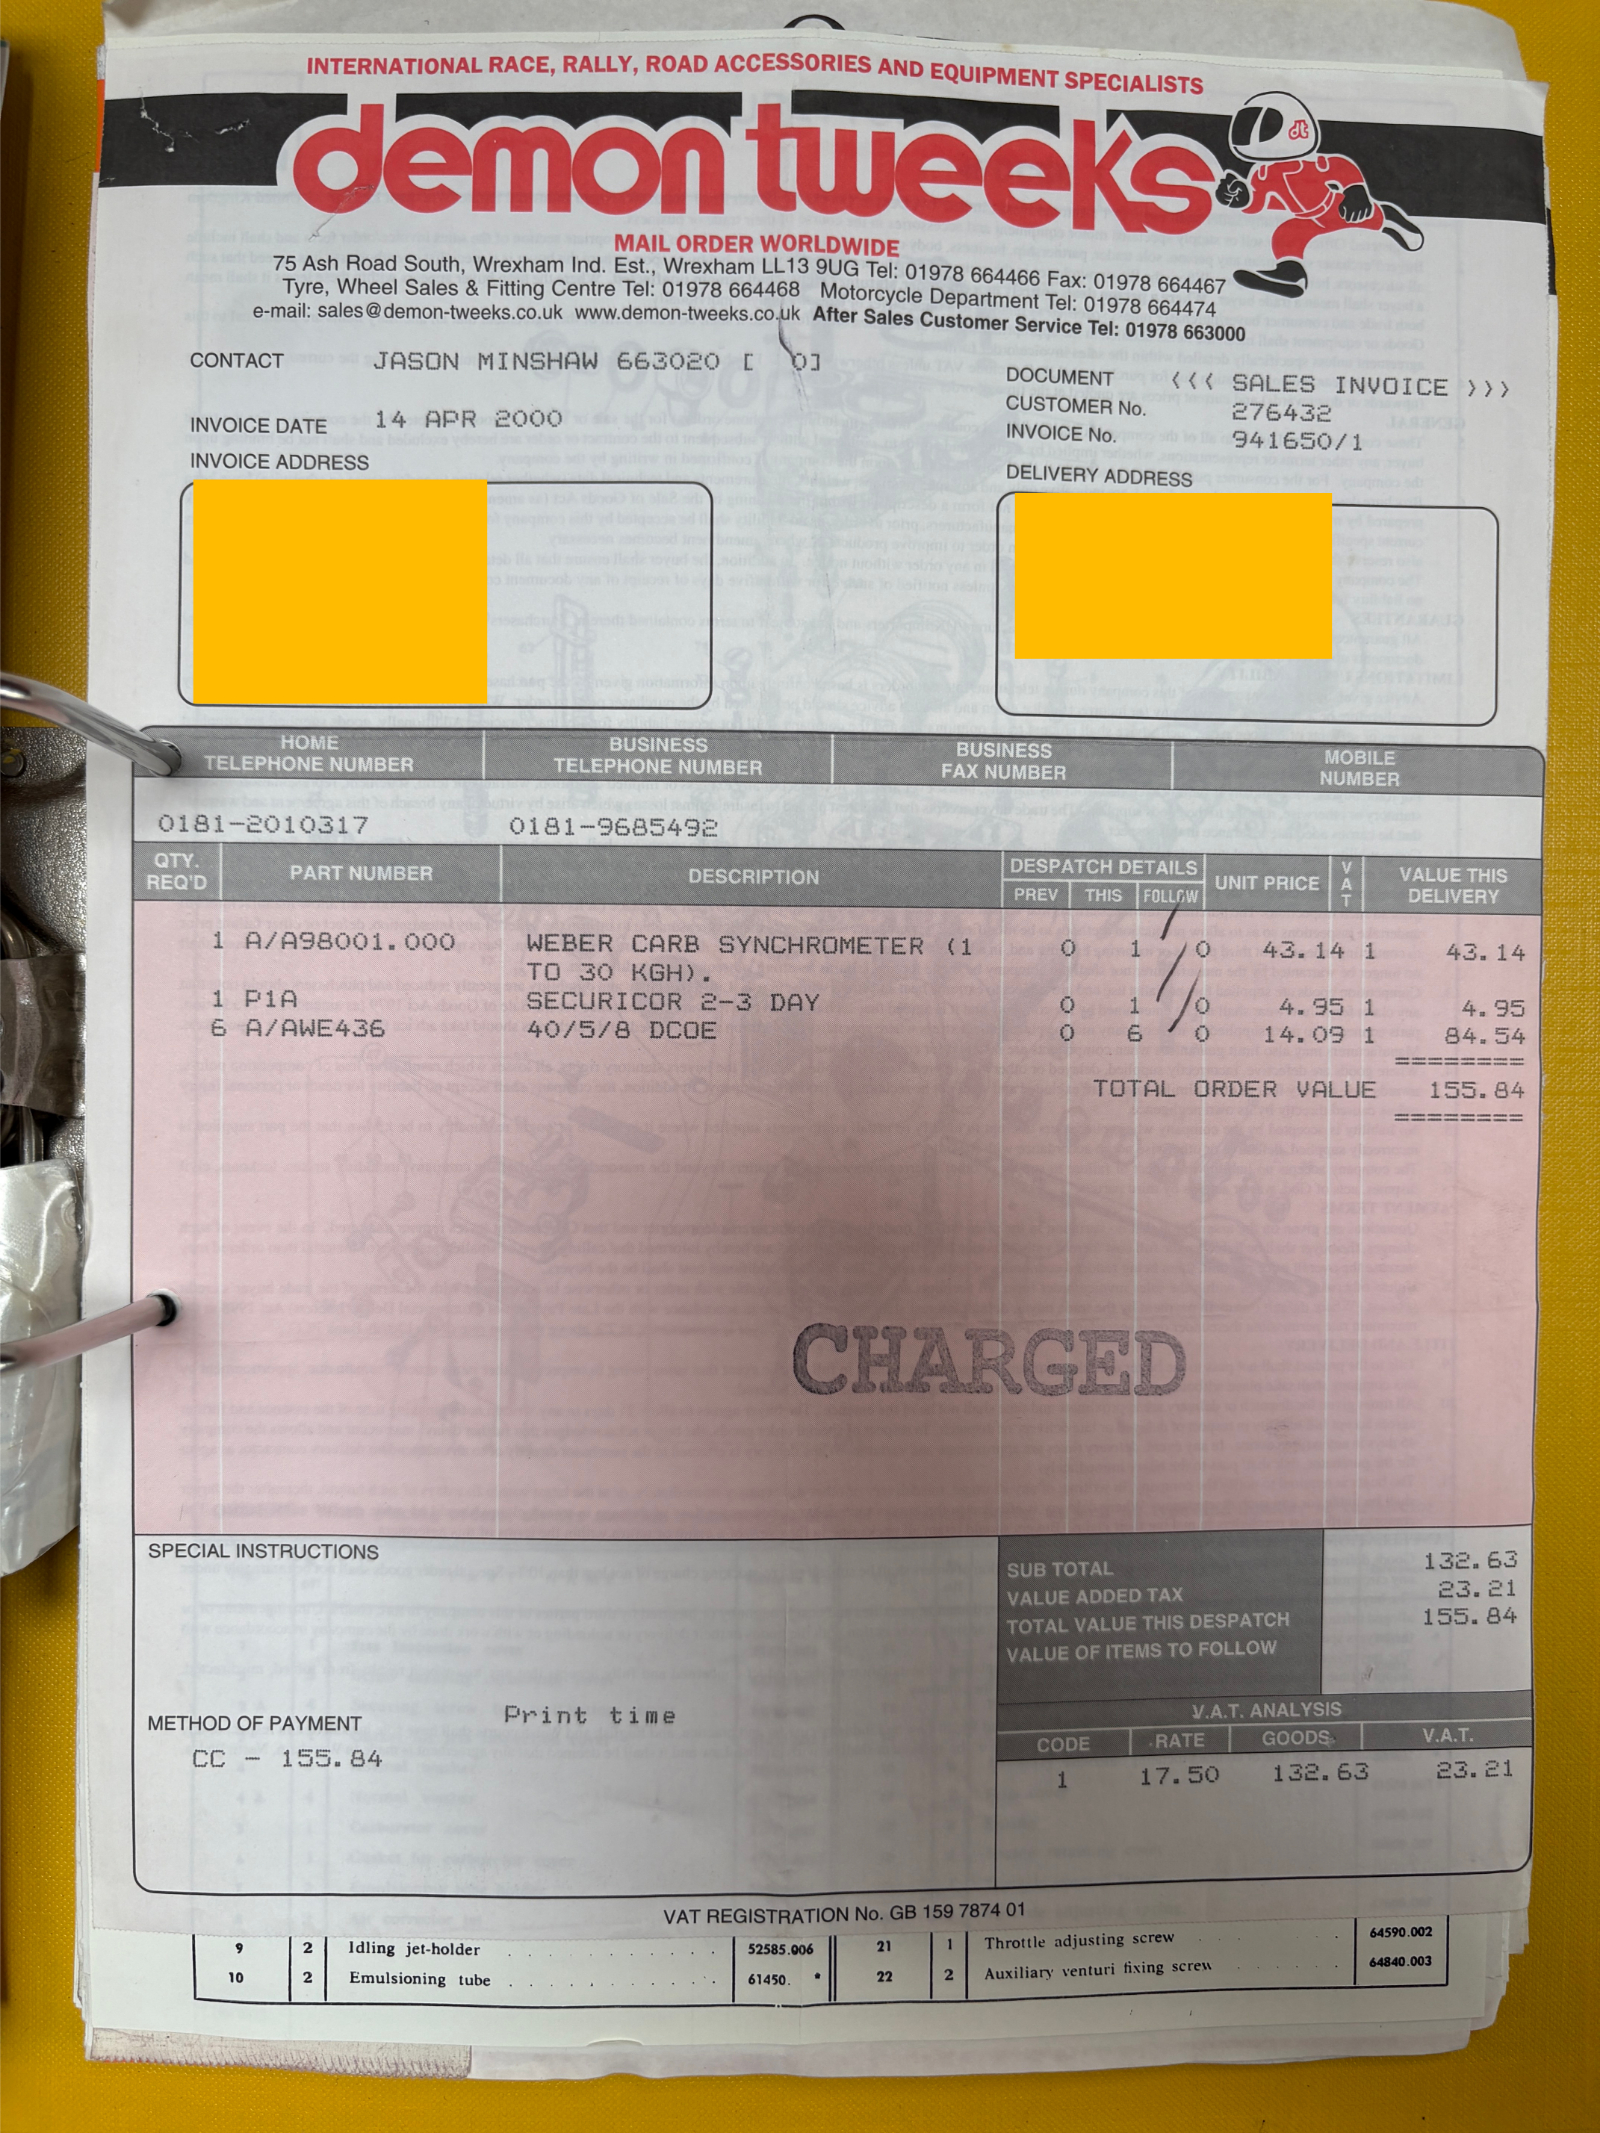 INTERNATIONAL RACE, RALLY, ROAD ACCESSORIES AND EQUIPMENT SPECIALISTS
demon tweeks
dt
MAIL ORDER WORLDWIDE
75 Ash Road South, Wrexham Ind. Est., Wrexham LL13 9UG Tel: 01978 664466 Fax: 01978 664467
Tyre, Wheel Sales & Fitting Centre Tel: 01978 664468 Motorcycle Department Tel: 01978 664474
e-mail: sales@demon-tweeks.co.uk www.demon-tweeks.co.uk After Sales Customer Service Tel: 01978 663000
CONTACT JASON MINSHAW 663020 [ 0]
DOCUMENT <<< SALES INVOICE >>>
CUSTOMER No. 276432
INVOICE No. 941650/1
INVOICE DATE 14 APR 2000
INVOICE ADDRESS
DELIVERY ADDRESS
HOME TELEPHONE NUMBER BUSINESS TELEPHONE NUMBER BUSINESS FAX NUMBER MOBILE NUMBER
0181-2010317 0181-9685492
QTY. REQ'D PART NUMBER DESCRIPTION DESPATCH DETAILS PREV THIS FOLLOW UNIT PRICE VAT VALUE THIS DELIVERY
1 A/A98001.000 WEBER CARB SYNCHROMETER (1 0 1 0 43.14 1 43.14
TO 30 KGH).
1 P1A SECURICOR 2-3 DAY 0 1 0 4.95 1 4.95
6 A/AWE436 40/5/8 DCOE 0 6 0 14.09 1 84.54
========
TOTAL ORDER VALUE 155.84
========
CHARGED
SPECIAL INSTRUCTIONS
SUB TOTAL 132.63
VALUE ADDED TAX 23.21
TOTAL VALUE THIS DESPATCH 155.84
VALUE OF ITEMS TO FOLLOW
METHOD OF PAYMENT Print time
CC - 155.84
V.A.T. ANALYSIS
CODE RATE GOODS V.A.T.
1 17.50 132.63 23.21
VAT REGISTRATION No. GB 159 7874 01
9 2 Idling jet-holder 52585.006 21 1 Throttle adjusting screw 64590.002
10 2 Emulsioning tube 61450. * 22 2 Auxiliary venturi fixing screw 64840.003